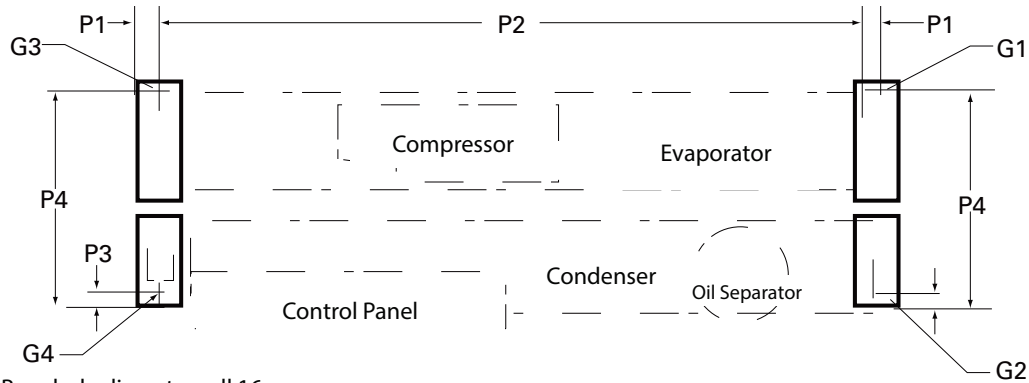 P1
P2
P1
G3
G1
Compressor
Evaporator
P4
P4
P3
Condenser
Oil Separator
Control Panel
G4
G2